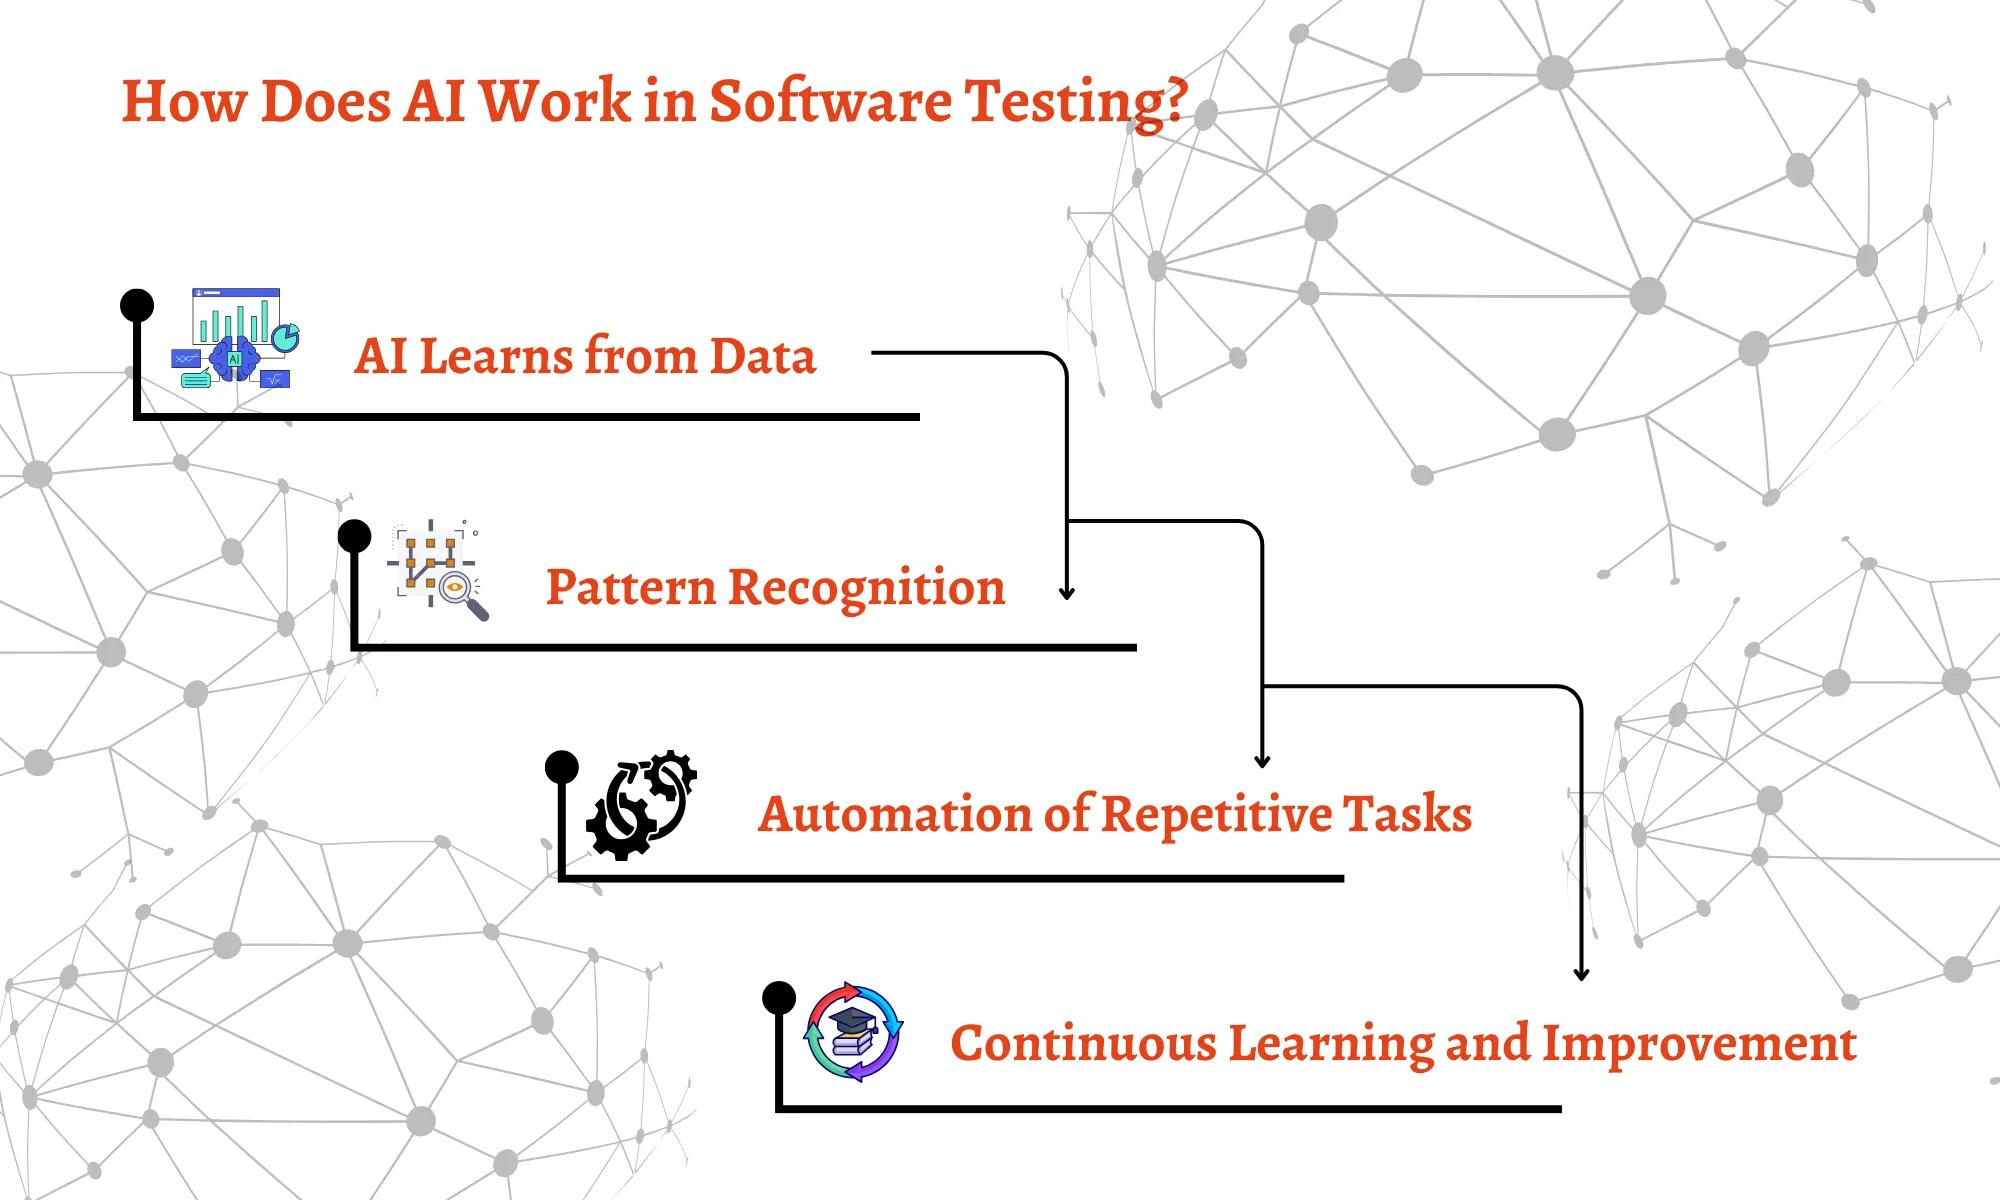 How Does AI Work in Software Testing?
AI
AI Learns from Data
Pattern Recognition
Automation of Repetitive Tasks
Continuous Learning and Improvement